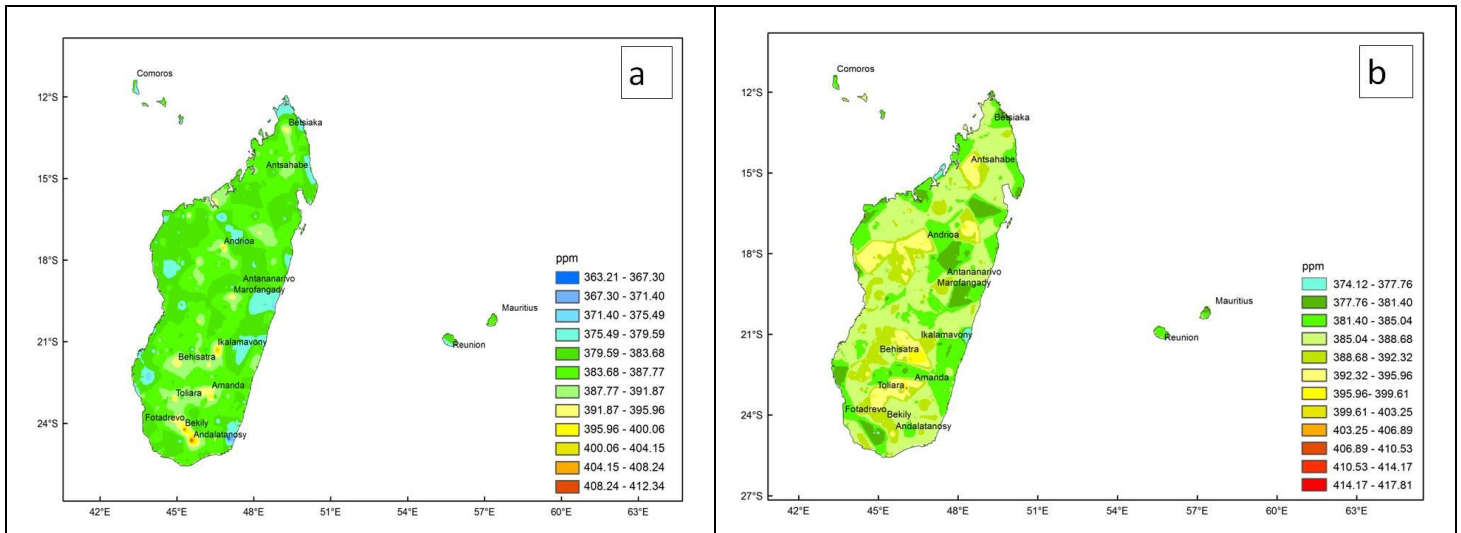 a
Comoros
12°S
Betsiaka
Antsahabe
15°S
Andrioa
18°S
Antananarivo
Marofangady
Mauritius
21°S
Ikalamavony
Reunion
Behisatra
Amanda
Toliara
Fotadrevo
Bekily
24°S
Andalatanosy
42°E 45°E 48°E 51°E 54°E 57°E 60°E 63°E
ppm
363.21 - 367.30
367.30 - 371.40
371.40 - 375.49
375.49 - 379.59
379.59 - 383.68
383.68 - 387.77
387.77 - 391.87
391.87 - 395.96
395.96 - 400.06
400.06 - 404.15
404.15 - 408.24
408.24 - 412.34
b
Comoros
12°S
Betsiaka
Antsahabe
15°S
Andrioa
18°S
Antananarivo
Marofangady
Mauritius
21°S
Ikalamavony
Reunion
Behisatra
Amanda
Toliara
Fotadrevo
Bekily
24°S
Andalatanosy
27°S
42°E 45°E 48°E 51°E 54°E 57°E 60°E 63°E
ppm
374.12 - 377.76
377.76 - 381.40
381.40 - 385.04
385.04 - 388.68
388.68 - 392.32
392.32 - 395.96
395.96- 399.61
399.61 - 403.25
403.25 - 406.89
406.89 - 410.53
410.53 - 414.17
414.17 - 417.81